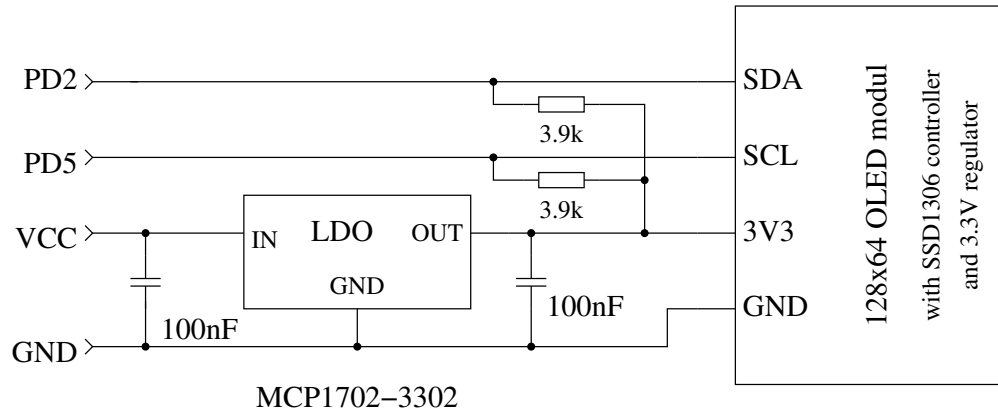 PD2
SDA
3.9k
PD5
SCL
3.9k
VCC
IN
LDO
OUT
3V3
GND
100nF
100nF
GND
GND
MCP1702−3302
128x64 OLED modul
with SSD1306 controller
and 3.3V regulator